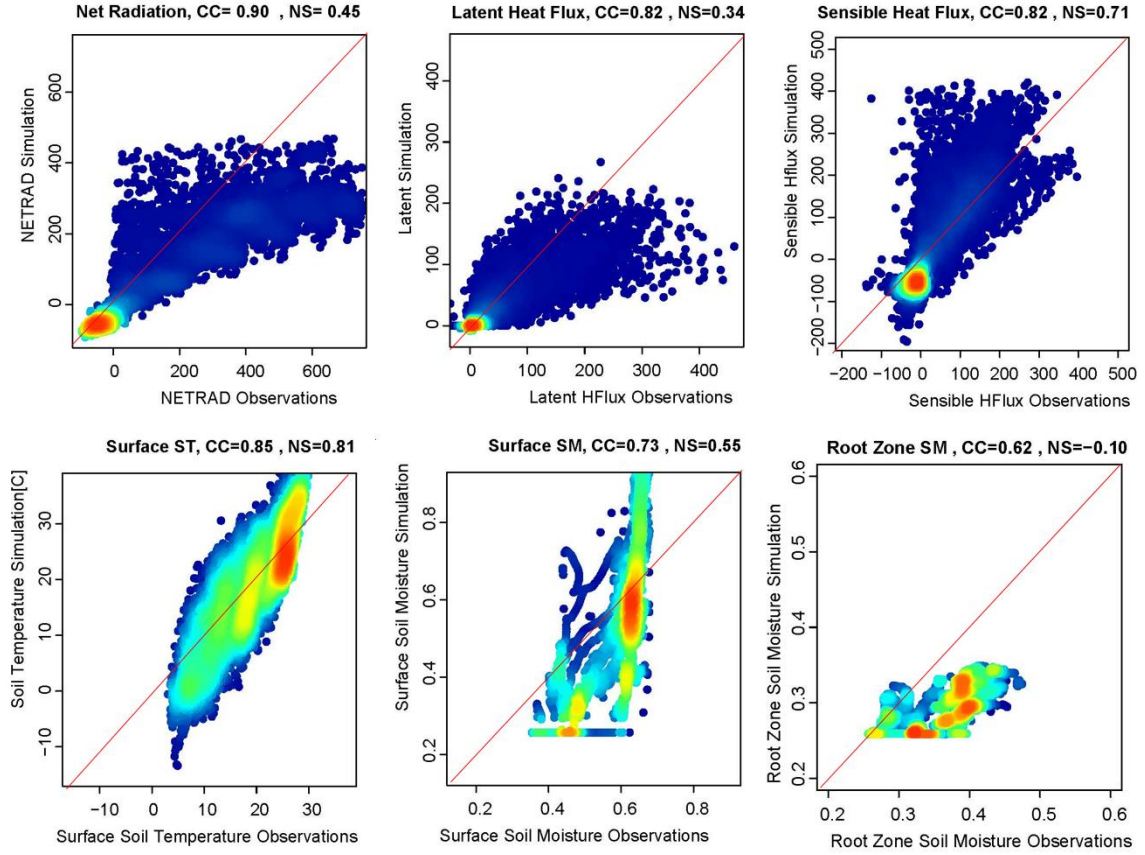 Net Radiation, CC= 0.90 , NS= 0.45
NETRAD Simulation
600
400
200
0
0 200 400 600
NETRAD Observations
Latent Heat Flux, CC=0.82 , NS=0.34
Latent Simulation
400
300
200
100
0
0 100 200 300 400
Latent HFlux Observations
Sensible Heat Flux, CC=0.82 , NS=0.71
Sensible Hflux Simulation
500
400
300
200
100
0
−100
−200
−200 −100 0 100 200 300 400 500
Sensible HFlux Observations
Surface ST, CC=0.85 , NS=0.81
Soil Temperature Simulation[C]
30
20
10
0
−10
−10 0 10 20 30
Surface Soil Temperature Observations
Surface SM, CC=0.73 , NS=0.55
Surface Soil Moisture Simulation
0.8
0.6
0.4
0.2
0.2 0.4 0.6 0.8
Surface Soil Moisture Observations
Root Zone SM , CC=0.62 , NS=−0.10
Root Zone Soil Moisture Simulation
0.6
0.5
0.4
0.3
0.2
0.2 0.3 0.4 0.5 0.6
Root Zone Soil Moisture Observations